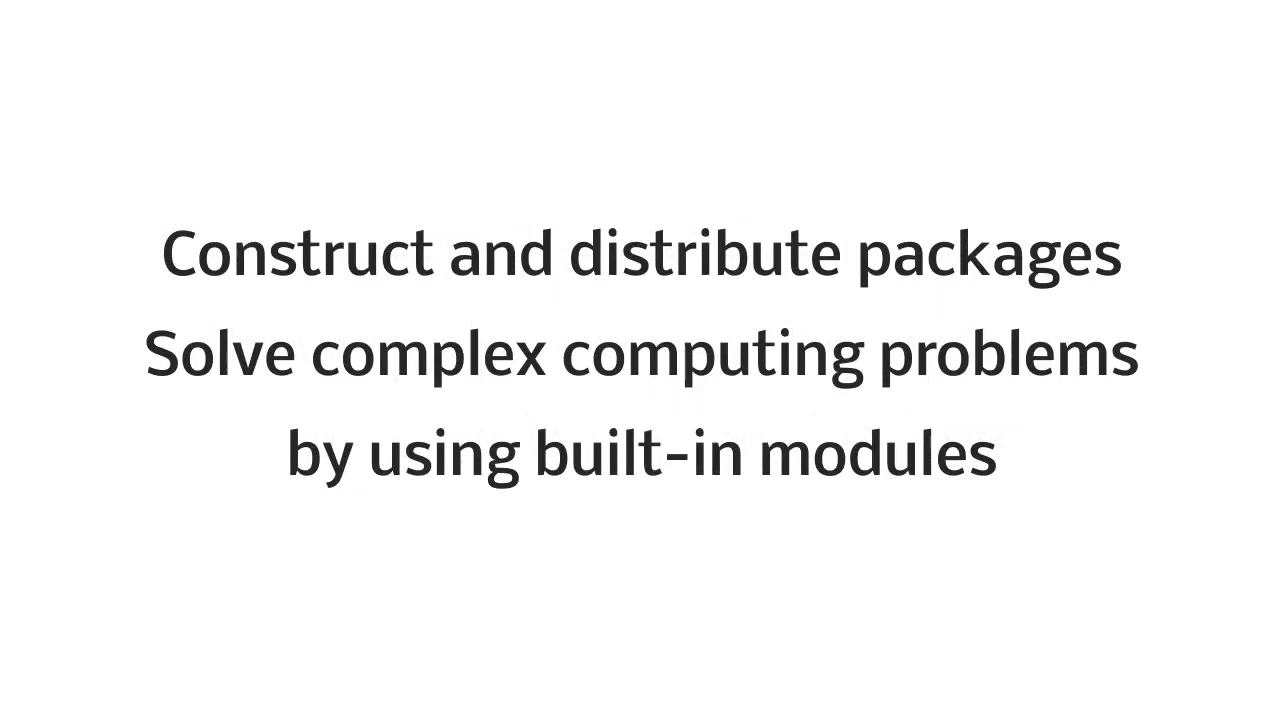 Construct and distribute packages
Solve complex computing problems
by using built-in modules